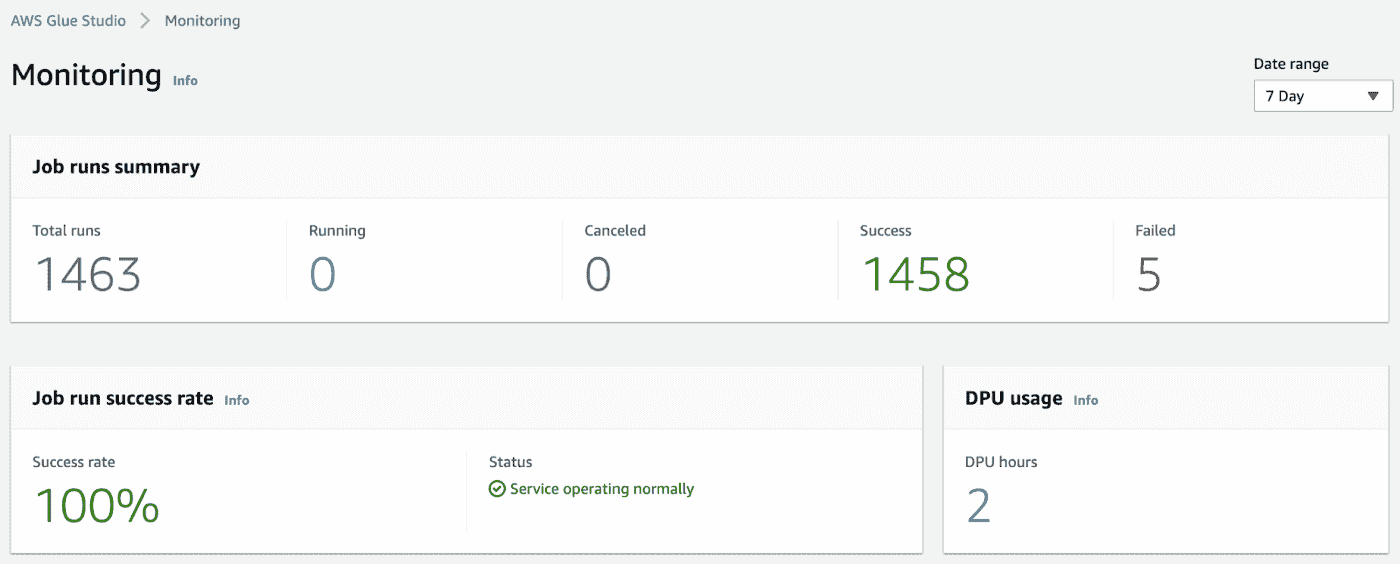 AWS Glue Studio > Monitoring
Monitoring Info
Date range
7 Day
Job runs summary
Total runs
1463
Running
0
Canceled
0
Success
1458
Failed
5
Job run success rate Info
Success rate
100%
Status
Service operating normally
DPU usage Info
DPU hours
2